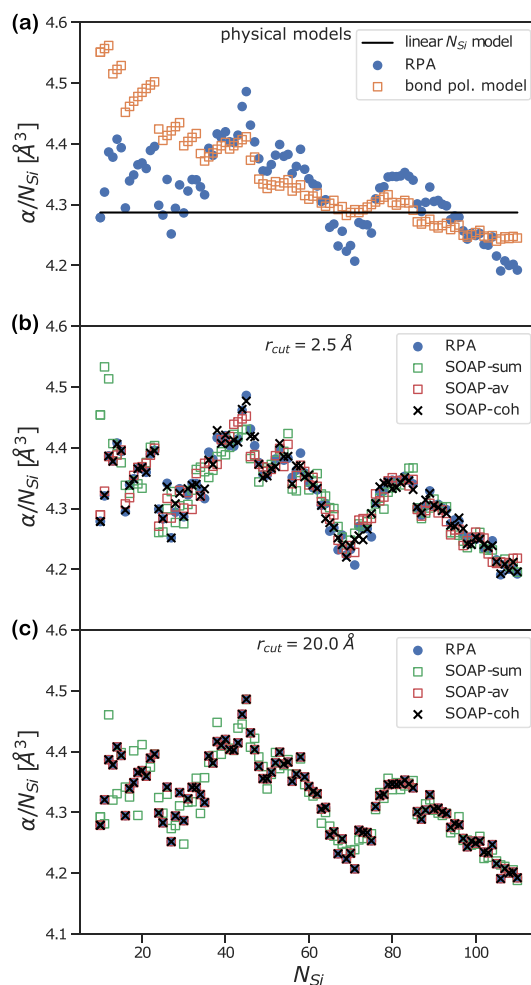 (a)
physical models
linear N_Si model
RPA
bond pol. model
α/N_Si [Å³]
4.6
4.5
4.4
4.3
4.2
4.6
(b)
r_cut = 2.5 Å
RPA
SOAP-sum
SOAP-av
SOAP-coh
α/N_Si [Å³]
4.5
4.4
4.3
4.2
4.6
(c)
r_cut = 20.0 Å
RPA
SOAP-sum
SOAP-av
SOAP-coh
α/N_Si [Å³]
4.5
4.4
4.3
4.2
4.1
20 40 60 80 100
N_Si